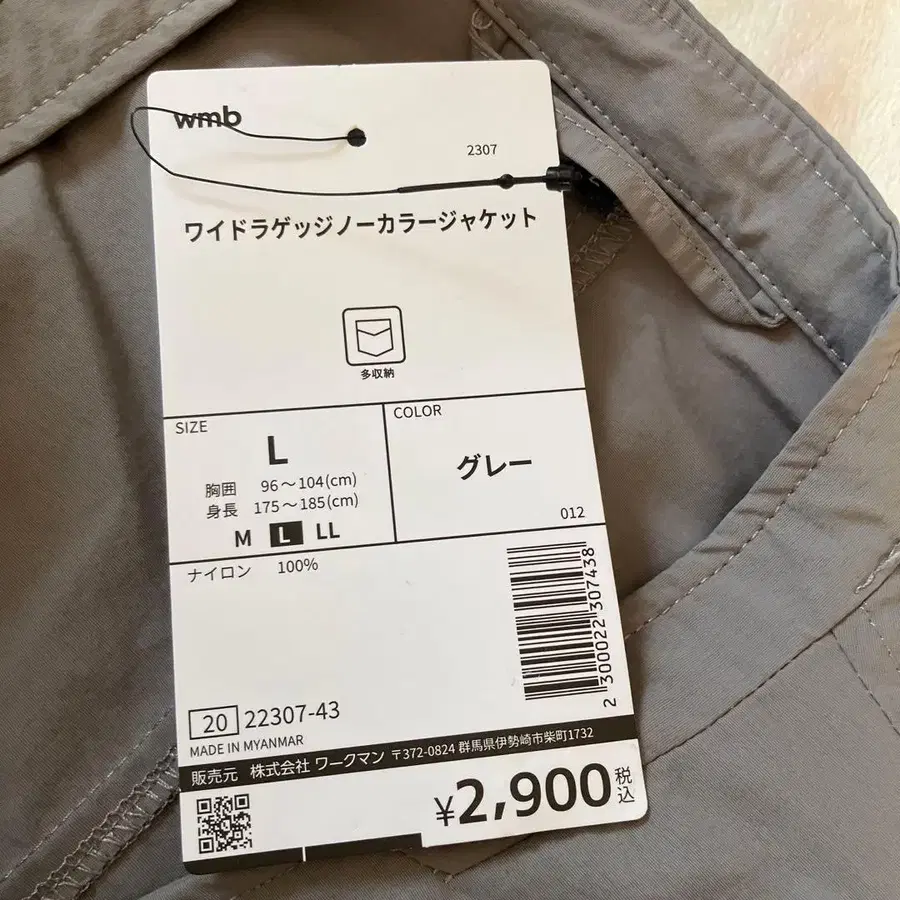 wmb
2307
ワイドラゲッジノーカラージャケット
多収納
SIZE
L
胸囲 96～104(cm)
身長 175～185(cm)
M L LL
COLOR
グレー
012
ナイロン 100%
2 300022 307438
20 22307-43
MADE IN MYANMAR
販売元 株式会社 ワークマン 〒372-0824 群馬県伊勢崎市柴町1732
¥2,900税込